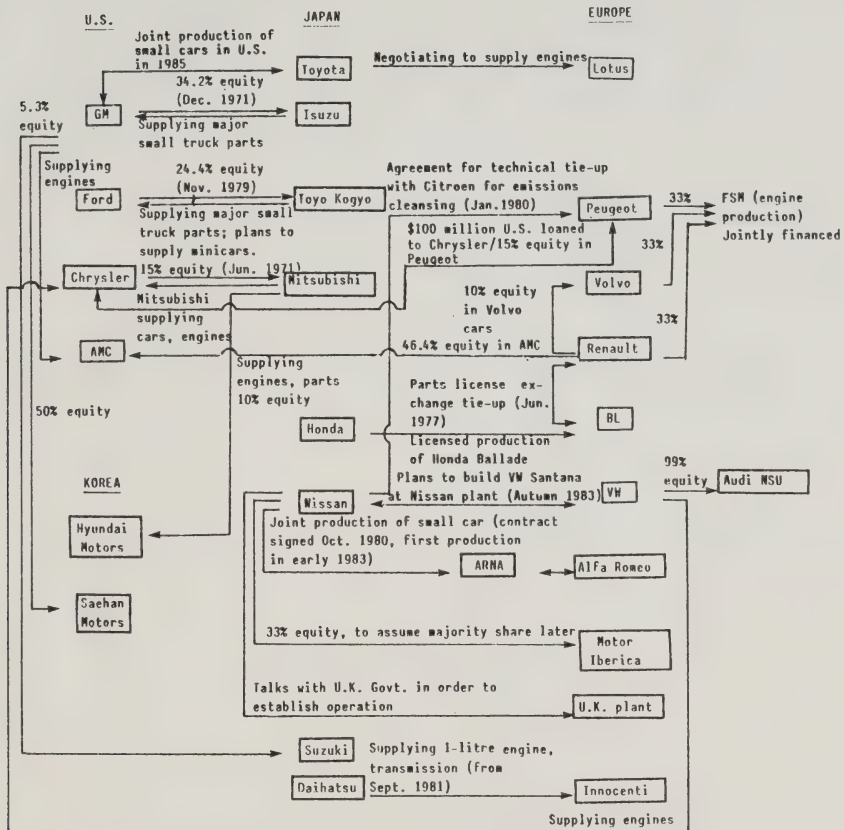 U.S.
JAPAN
EUROPE
Joint production of
small cars in U.S.
in 1985
Toyota
Negotiating to supply engines
Lotus
34.2% equity
(Dec. 1971)
5.3%
equity
GM
Isuzu
Supplying major
small truck parts
Supplying
engines
24.4% equity
(Nov. 1979)
Ford
Toyo Kogyo
Supplying major small
truck parts; plans to
supply minicars.
Agreement for technical tie-up
with Citroen for emissions
cleansing (Jan.1980)
Peugeot
33%
FSM (engine
production)
Jointly financed
$100 million U.S. loaned
to Chrysler/15% equity in
Peugeot
33%
15% equity (Jun. 1971)
Chrysler
Mitsubishi
Mitsubishi
supplying
cars, engines
10% equity
in Volvo
cars
Volvo
33%
46.4% equity in AMC
AMC
Renault
Supplying
engines, parts
10% equity
50% equity
Parts license ex-
change tie-up (Jun.
1977)
BL
Honda
Licensed production
of Honda Ballade
KOREA
Plans to build VW Santana
at Nissan plant (Autumn 1983)
Nissan
VW
99%
equity
Audi NSU
Hyundai
Motors
Joint production of small car (contract
signed Oct. 1980, first production
in early 1983)
ARNA
Alfa Romeo
Saehan
Motors
33% equity, to assume majority share later
Motor
Iberica
Talks with U.K. Govt. in order to
establish operation
U.K. plant
Suzuki
Supplying 1-litre engine,
transmission (from
Sept. 1981)
Daihatsu
Innocenti
Supplying engines